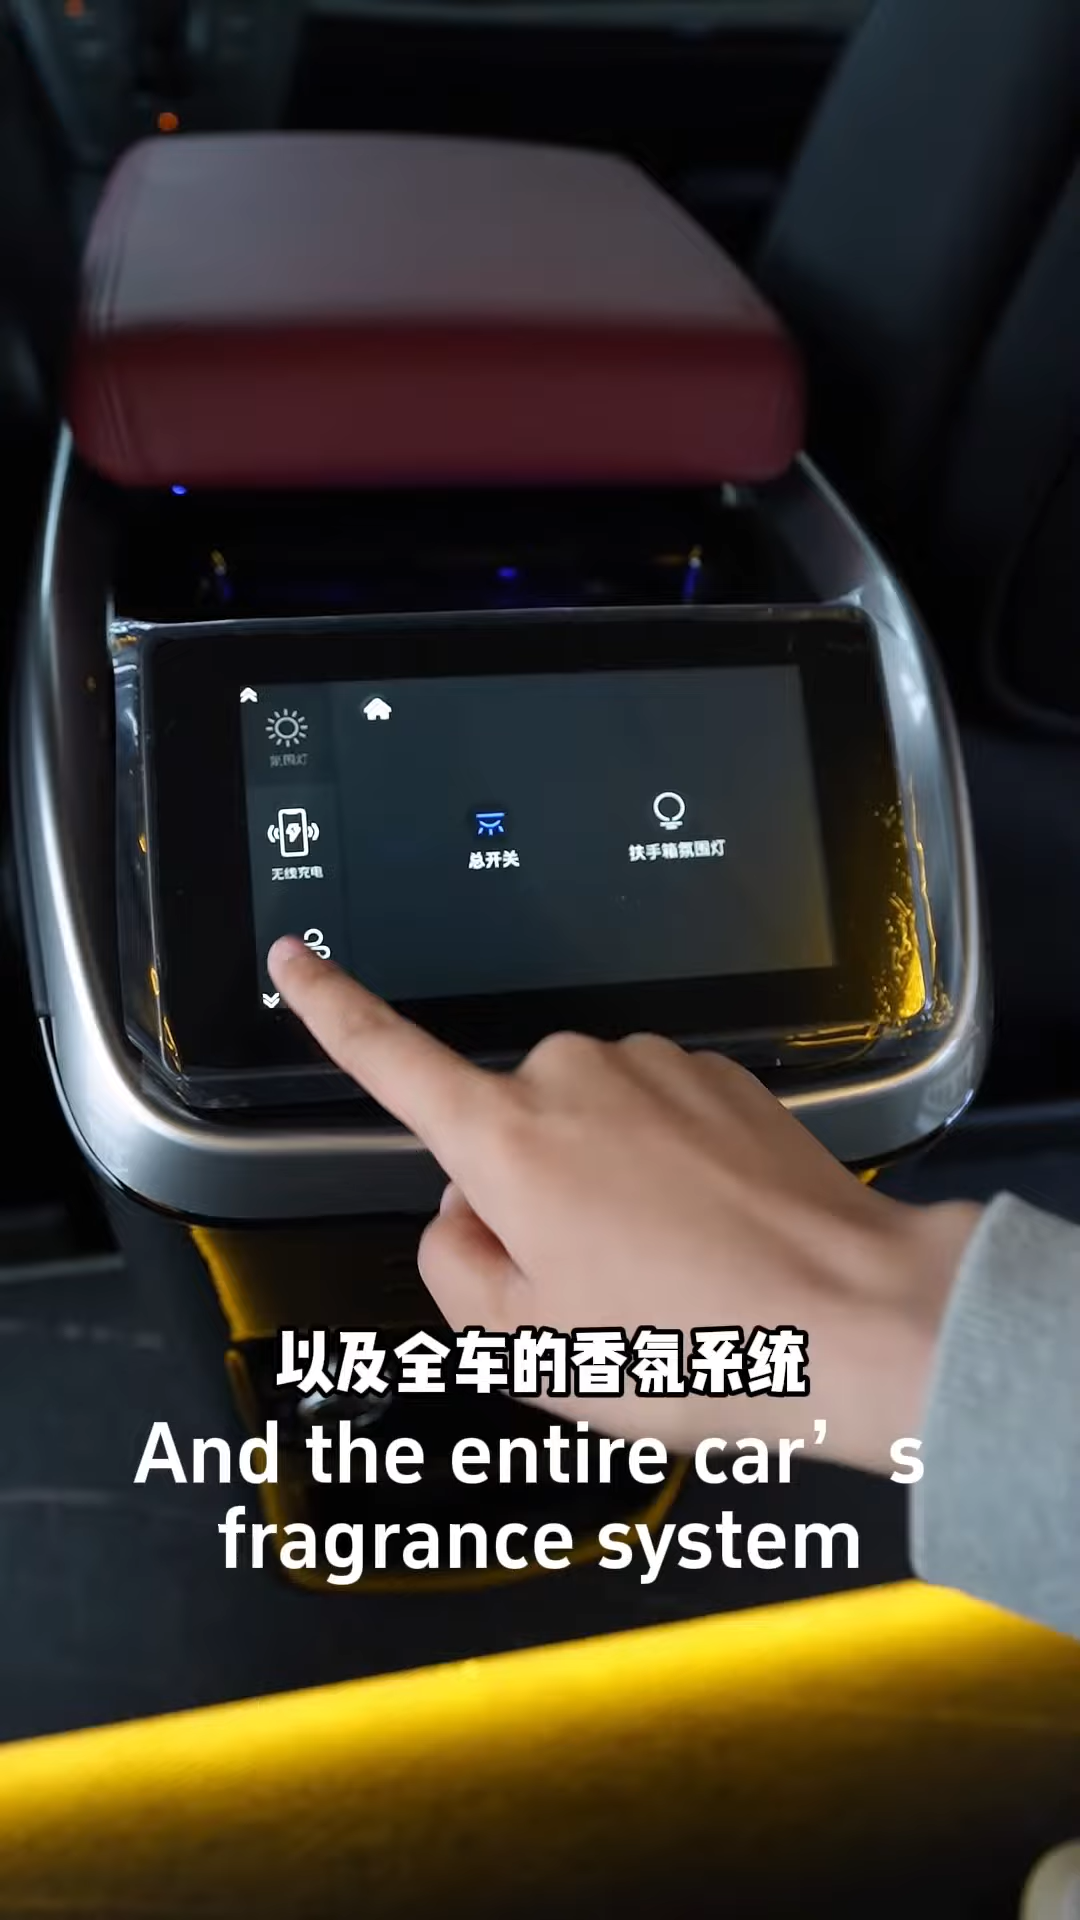 氛围灯
无线充电
总开关
扶手箱氛围灯
以及全车的香氛系统
And the entire car’s
fragrance system